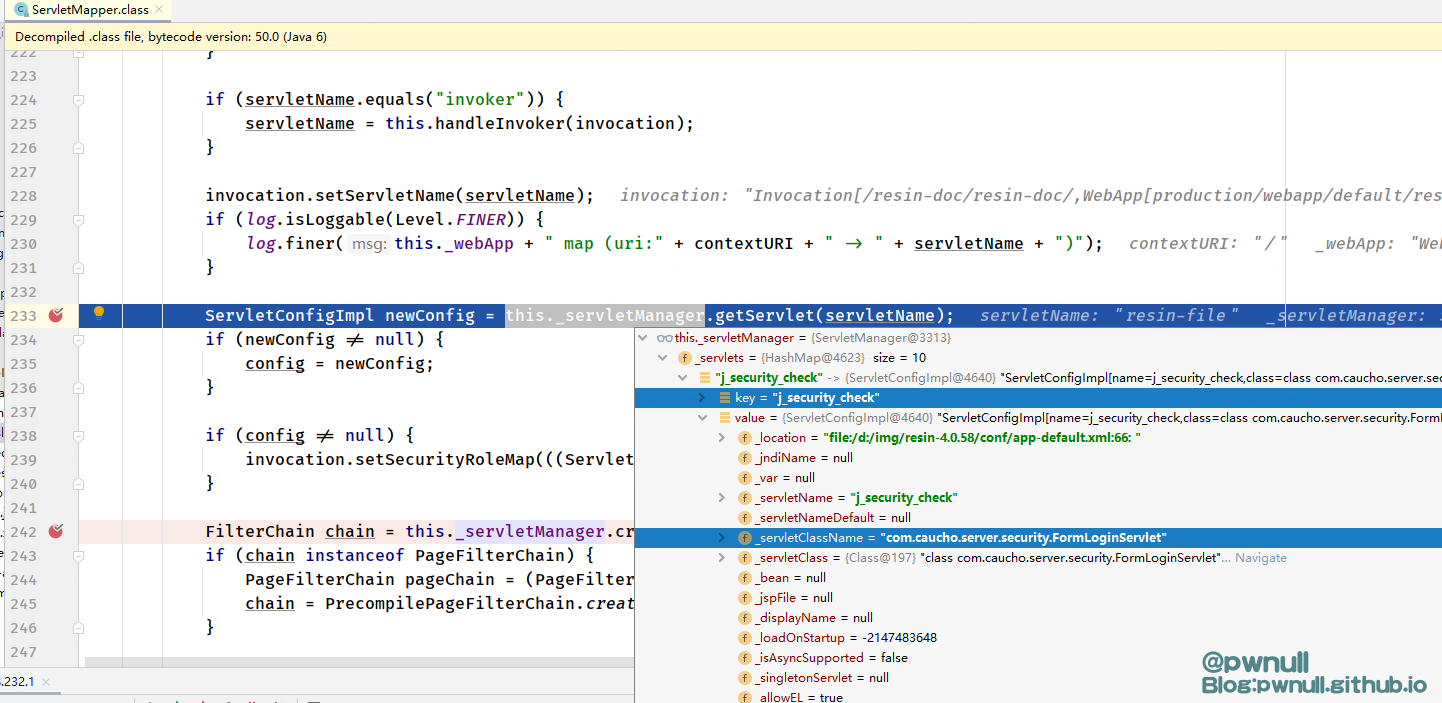 ServletMapper.class
Decompiled .class file, bytecode version: 50.0 (Java 6)
222 }
223
224 if (servletName.equals("invoker")) {
225 servletName = this.handleInvoker(invocation);
226 }
227
228 invocation.setServletName(servletName); invocation: "Invocation[/resin-doc/resin-doc/,WebApp[production/webapp/default/res
229 if (log.isLoggable(Level.FINER)) {
230 log.finer( msg: this._webApp + " map (uri:" + contextURI + " -> " + servletName + ")"); contextURI: "/" _webApp: "Web
231 }
232
233 ServletConfigImpl newConfig = this._servletManager.getServlet(servletName); servletName: "resin-file" _servletManager:
234 if (newConfig ≠ null) {
235 config = newConfig;
236 }
237
238 if (config ≠ null) {
239 invocation.setSecurityRoleMap(((Servlet
240 }
241
242 FilterChain chain = this._servletManager.cr
243 if (chain instanceof PageFilterChain) {
244 PageFilterChain pageChain = (PageFilter
245 chain = PrecompilePageFilterChain.creat
246 }
247
this._servletManager = {ServletManager@3313}
_servlets = {HashMap@4623} size = 10
"j_security_check" -> {ServletConfigImpl@4640} "ServletConfigImpl[name=j_security_check,class=class com.caucho.server.sec
key = "j_security_check"
value = {ServletConfigImpl@4640} "ServletConfigImpl[name=j_security_check,class=class com.caucho.server.security.FormL
_location = "file:/d:/img/resin-4.0.58/conf/app-default.xml:66: "
_jndiName = null
_var = null
_servletName = "j_security_check"
_servletNameDefault = null
_servletClassName = "com.caucho.server.security.FormLoginServlet"
_servletClass = {Class@197} "class com.caucho.server.security.FormLoginServlet"... Navigate
_bean = null
_jspFile = null
_displayName = null
_loadOnStartup = -2147483648
_isAsyncSupported = false
_singletonServlet = null
_allowEL = true
.232.1
@pwnull
Blog:pwnull.github.io